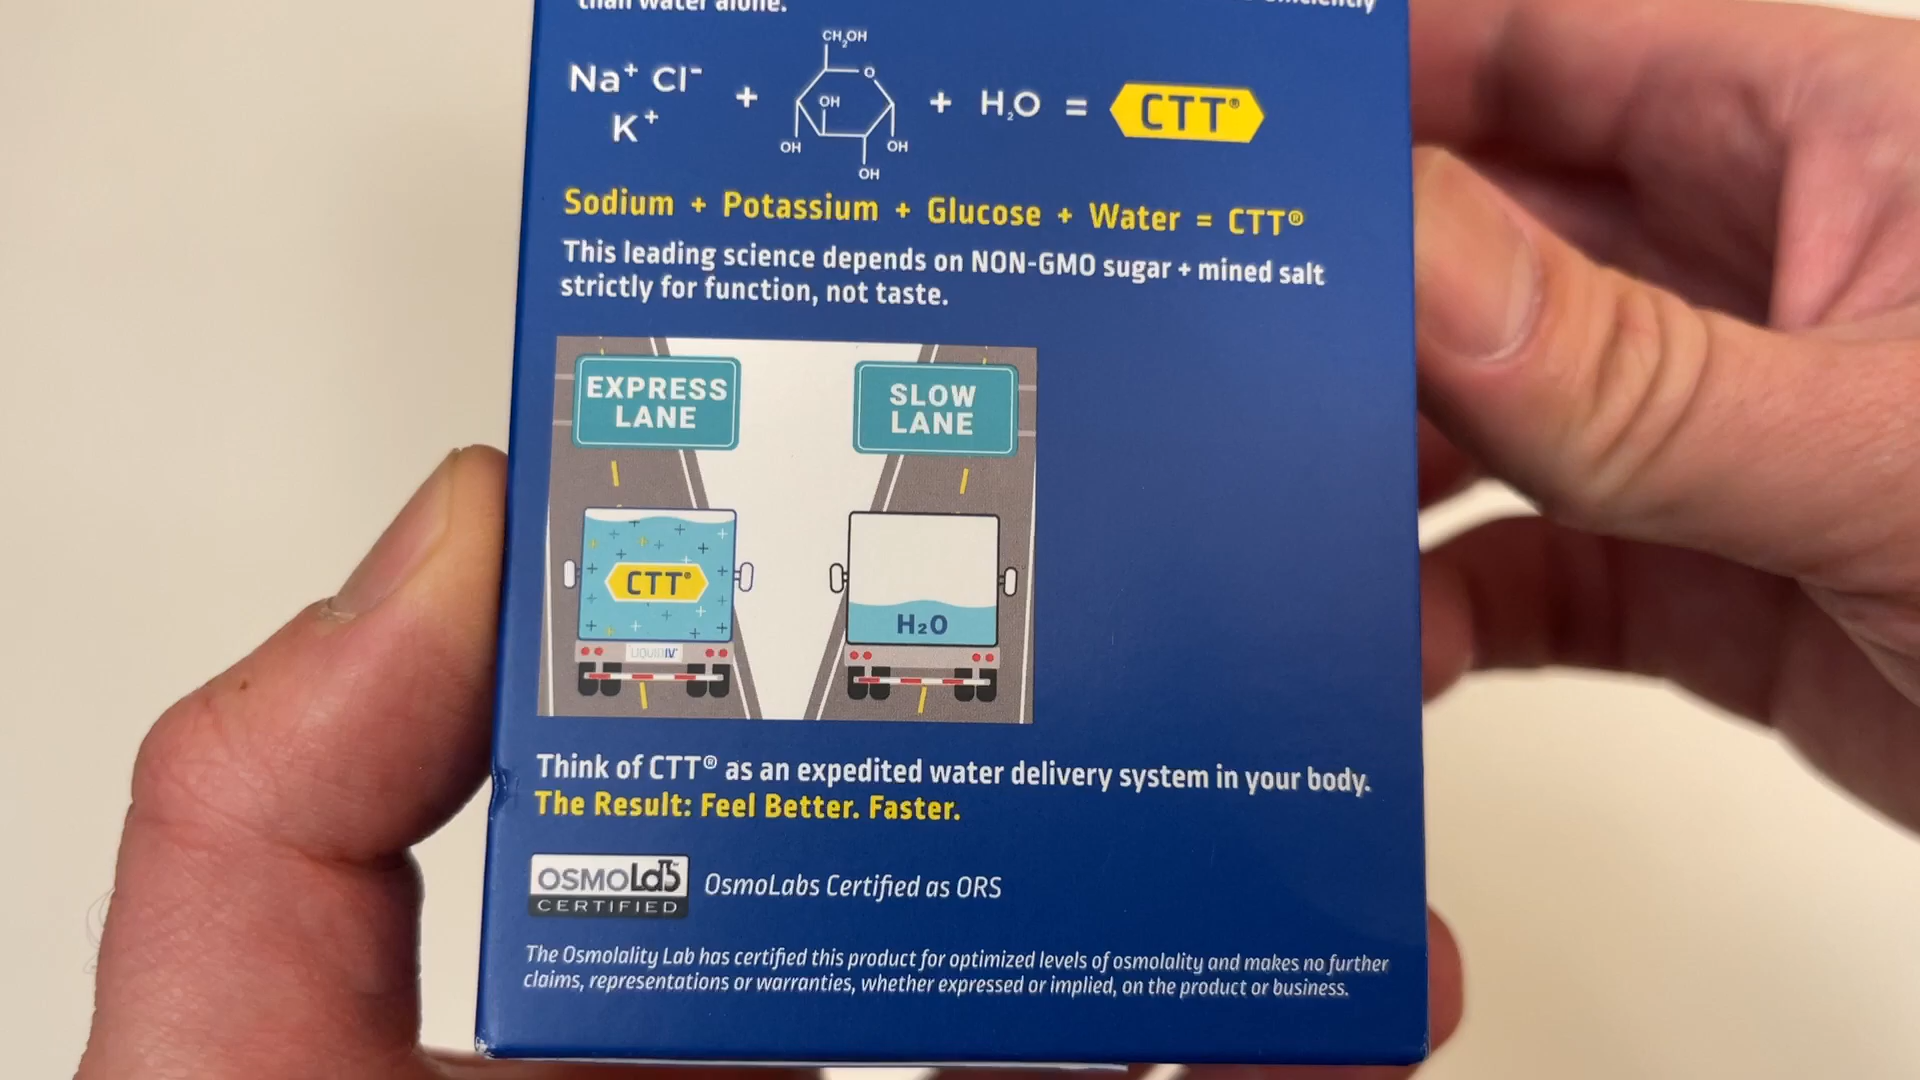 than water alone.
Na⁺ Cl⁻
K⁺
+
CH₂OH
O
OH
OH
OH
OH
+ H₂O = CTT®
Sodium + Potassium + Glucose + Water = CTT®
This leading science depends on NON-GMO sugar + mined salt
strictly for function, not taste.
EXPRESS
LANE
SLOW
LANE
CTT®
H₂O
LIQUID IV
Think of CTT® as an expedited water delivery system in your body.
The Result: Feel Better. Faster.
OSMOLab™
CERTIFIED
OsmoLabs Certified as ORS
The Osmolality Lab has certified this product for optimized levels of osmolality and makes no further
claims, representations or warranties, whether expressed or implied, on the product or business.